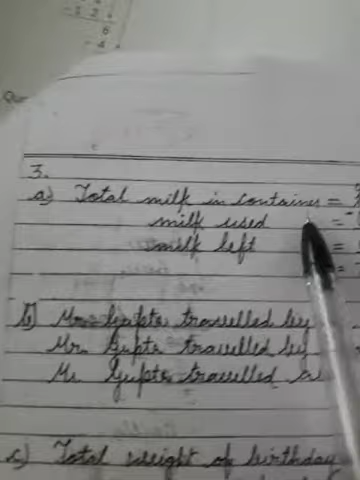 3.
a) Total milk in container =
milk used =
milk left =
=
b) Mr. Gupta travelled by
Mr. Gupta travelled by
Mr Gupta travelled a
c) Total weight of birthday